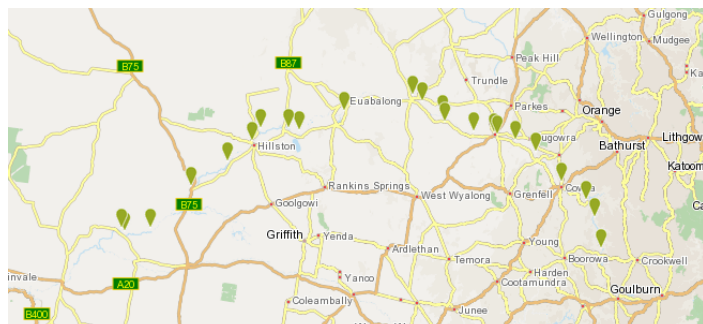 Gulgong
Wellington
Mudgee
B75
B87
Peak Hill
Trundle
Euabalong
Parkes
Orange
Hillston
Eugowra
Lithgow
Bathurst
Katoom
Cowra
Rankins Springs
West Wyalong
Grenfell
B75
Goolgowi
Griffith
Yenda
Ardlethan
Young
Temora
Boorowa
Crookwell
Yanco
Harden
Cootamundra
A20
Goulburn
Coleambally
Junee
B400